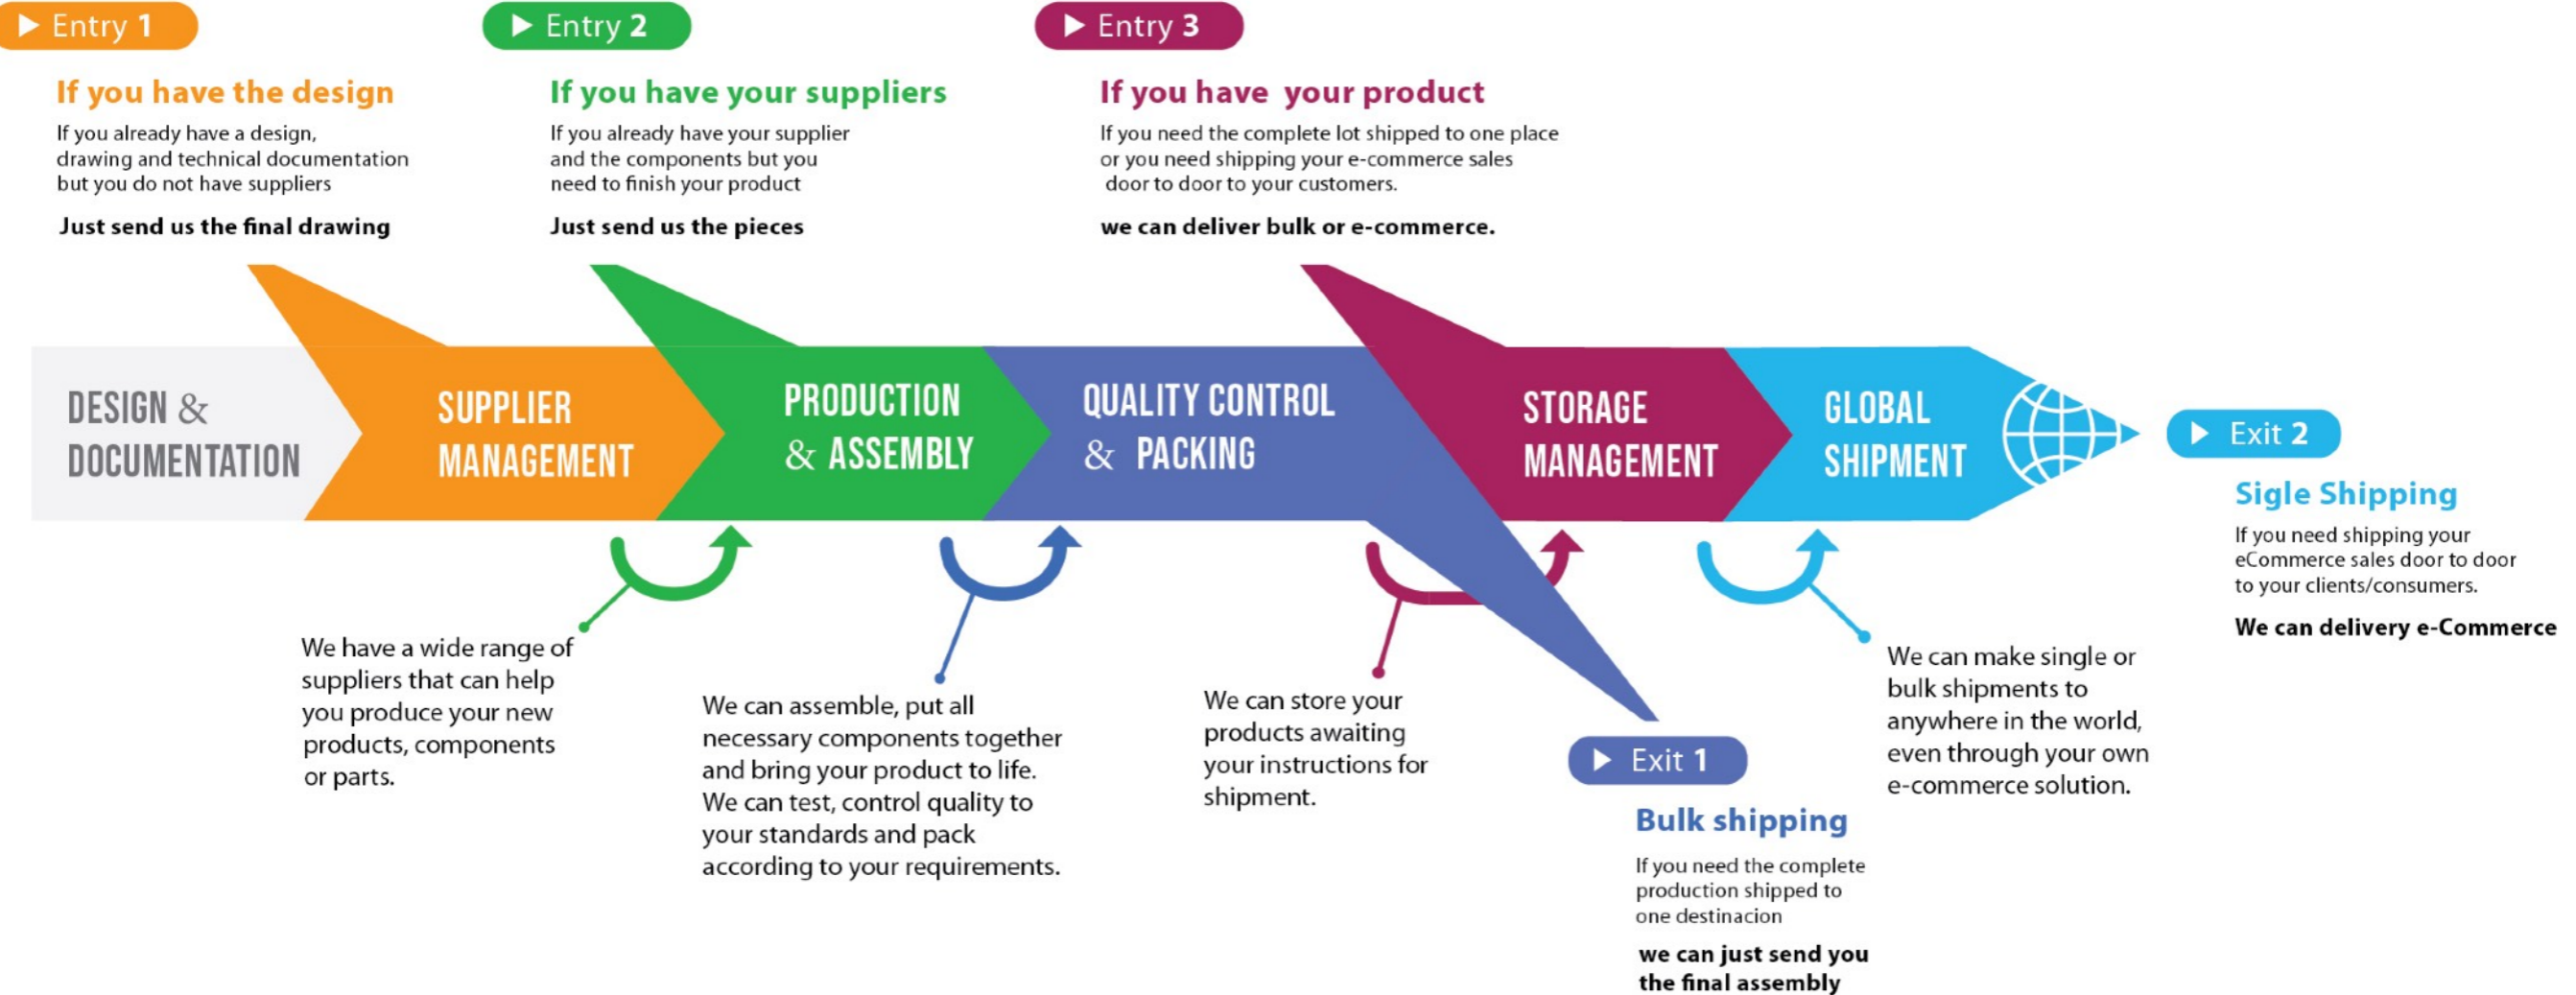 Entry 1
If you have the design
If you already have a design,
drawing and technical documentation
but you do not have suppliers
Just send us the final drawing
Entry 2
If you have your suppliers
If you already have your supplier
and the components but you
need to finish your product
Just send us the pieces
Entry 3
If you have your product
If you need the complete lot shipped to one place
or you need shipping your e-commerce sales
door to door to your customers.
we can deliver bulk or e-commerce.
DESIGN &
DOCUMENTATION
SUPPLIER
MANAGEMENT
PRODUCTION
& ASSEMBLY
QUALITY CONTROL
& PACKING
STORAGE
MANAGEMENT
GLOBAL
SHIPMENT
Exit 2
Sigle Shipping
If you need shipping your
eCommerce sales door to door
to your clients/consumers.
We can delivery e-Commerce
We have a wide range of
suppliers that can help
you produce your new
products, components
or parts.
We can assemble, put all
necessary components together
and bring your product to life.
We can test, control quality to
your standards and pack
according to your requirements.
We can store your
products awaiting
your instructions for
shipment.
Exit 1
Bulk shipping
If you need the complete
production shipped to
one destinacion
we can just send you
the final assembly
We can make single or
bulk shipments to
anywhere in the world,
even through your own
e-commerce solution.